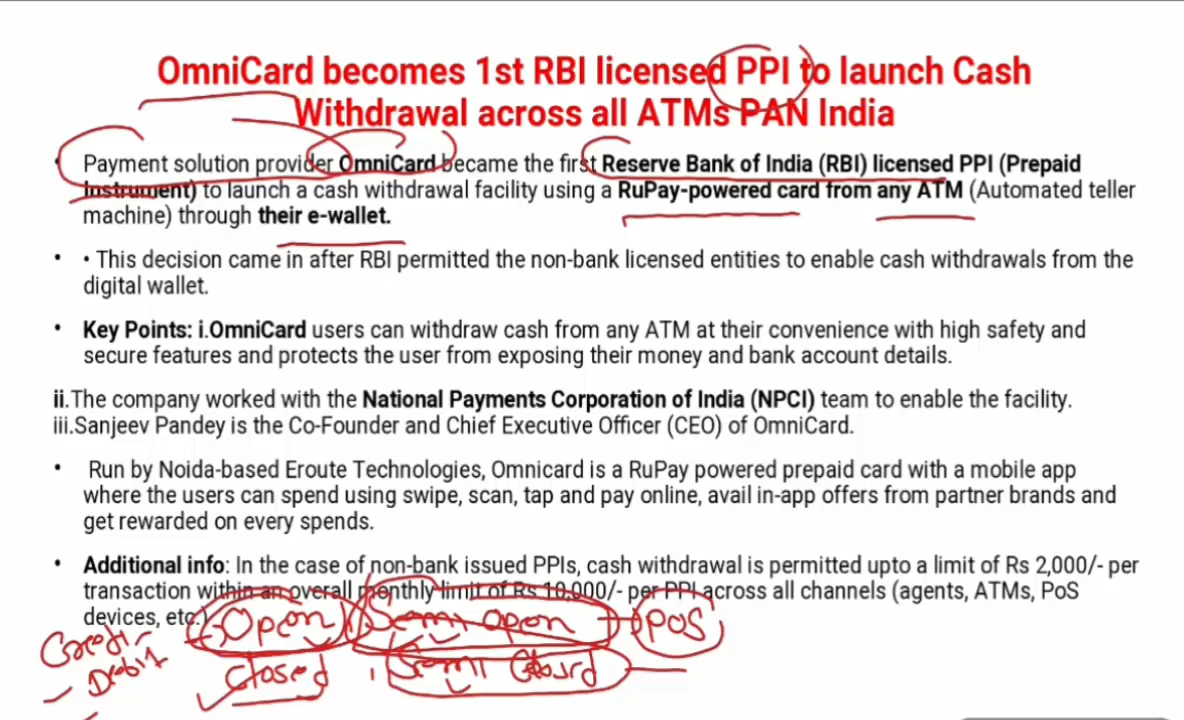 OmniCard becomes 1st RBI licensed PPI to launch Cash
Withdrawal across all ATMs PAN India
• Payment solution provider OmniCard became the first Reserve Bank of India (RBI) licensed PPI (Prepaid
Instrument) to launch a cash withdrawal facility using a RuPay-powered card from any ATM (Automated teller
machine) through their e-wallet.
• • This decision came in after RBI permitted the non-bank licensed entities to enable cash withdrawals from the
digital wallet.
• Key Points: i.OmniCard users can withdraw cash from any ATM at their convenience with high safety and
secure features and protects the user from exposing their money and bank account details.
ii.The company worked with the National Payments Corporation of India (NPCI) team to enable the facility.
iii.Sanjeev Pandey is the Co-Founder and Chief Executive Officer (CEO) of OmniCard.
• Run by Noida-based Eroute Technologies, Omnicard is a RuPay powered prepaid card with a mobile app
where the users can spend using swipe, scan, tap and pay online, avail in-app offers from partner brands and
get rewarded on every spends.
• Additional info: In the case of non-bank issued PPIs, cash withdrawal is permitted upto a limit of Rs 2,000/- per
transaction within an overall monthly limit of Rs 10,000/- per PPI across all channels (agents, ATMs, PoS
devices, etc.)
Open Semi open POS
Credit
Debit
Closed Semi Closed